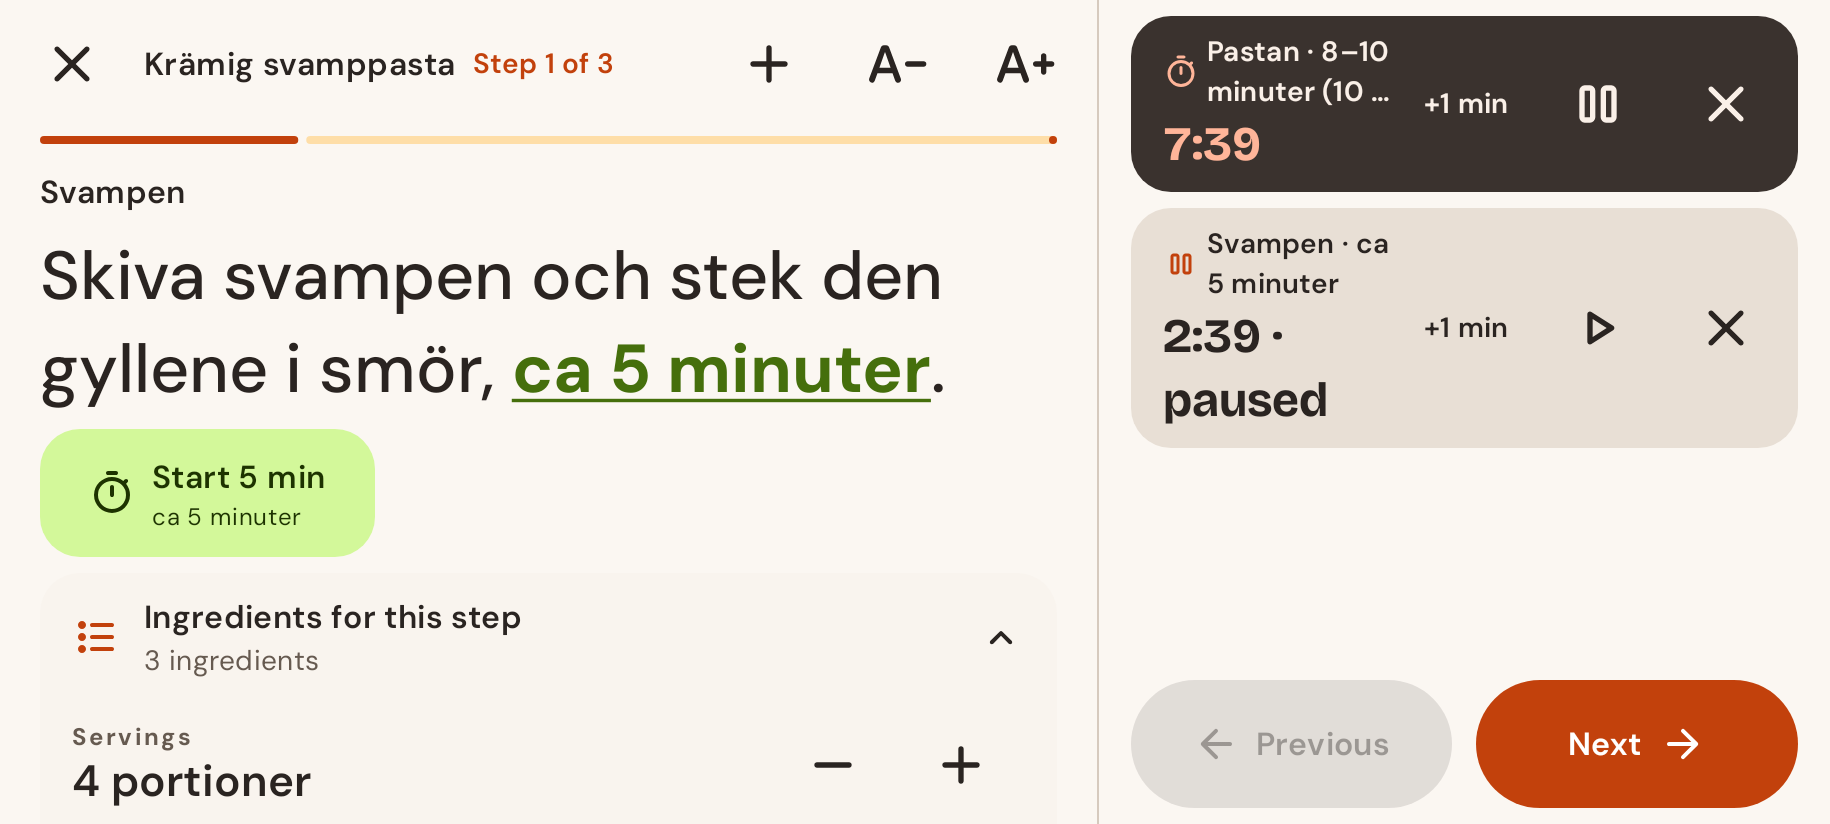 Krämig svamppasta Step 1 of 3 A- A+
Svampen
Skiva svampen och stek den
gyllene i smör, ca 5 minuter.
Start 5 min
ca 5 minuter
Ingredients for this step
3 ingredients
Servings
4 portioner
Pastan · 8–10
minuter (10 ...
7:39
+1 min
Svampen · ca
5 minuter
2:39 ·
paused
+1 min
Previous
Next